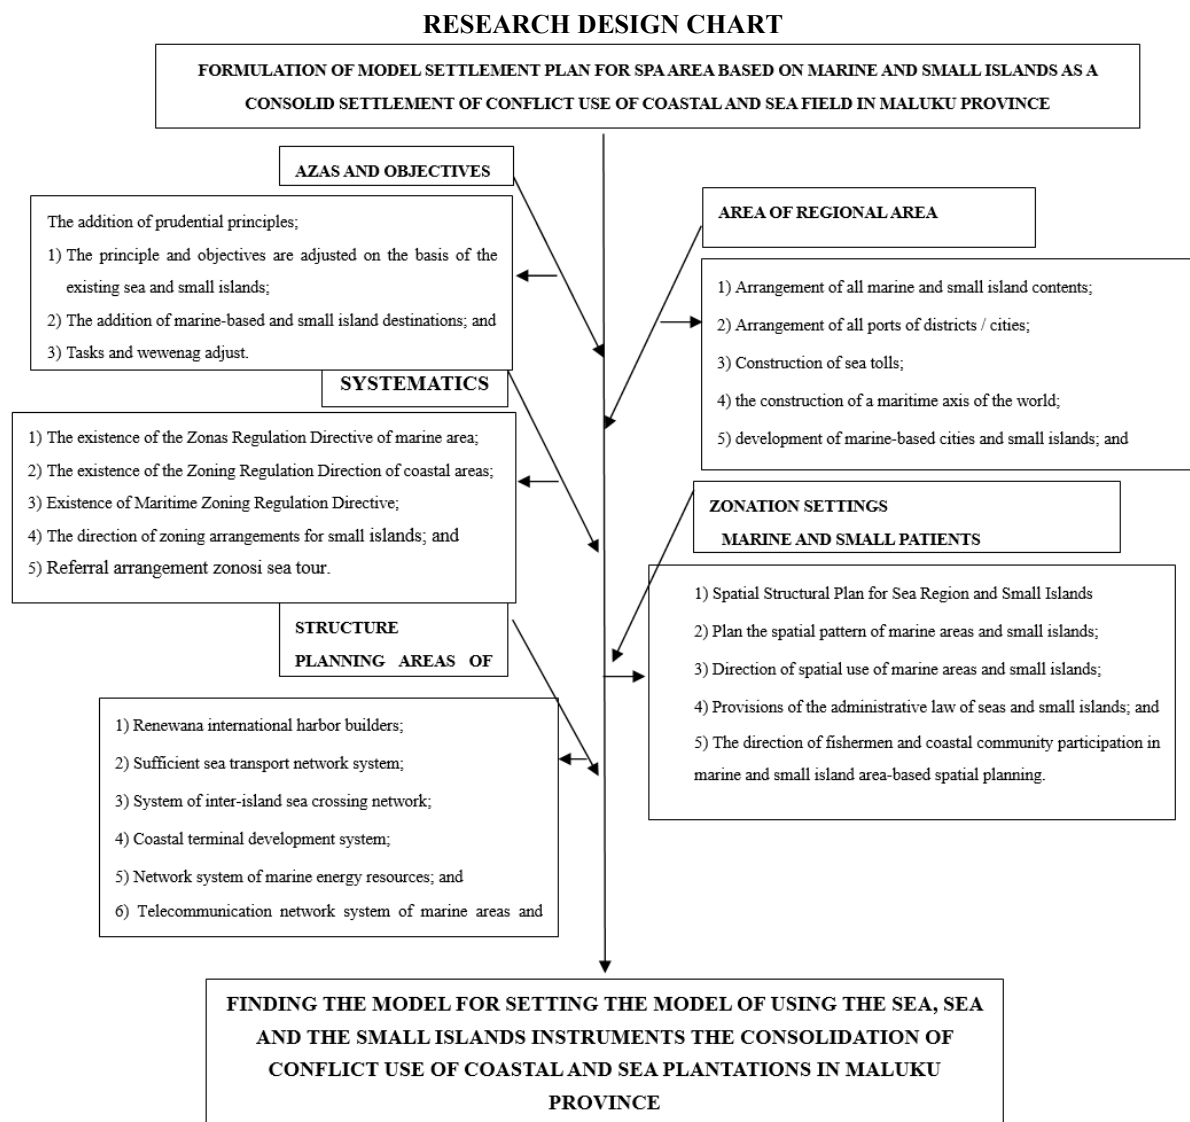 RESEARCH DESIGN CHART
FORMULATION OF MODEL SETTLEMENT PLAN FOR SPA AREA BASED ON MARINE AND SMALL ISLANDS AS A
CONSOLID SETTLEMENT OF CONFLICT USE OF COASTAL AND SEA FIELD IN MALUKU PROVINCE
AZAS AND OBJECTIVES
The addition of prudential principles;
1) The principle and objectives are adjusted on the basis of the
existing sea and small islands;
2) The addition of marine-based and small island destinations; and
3) Tasks and wewenag adjust.
AREA OF REGIONAL AREA
1) Arrangement of all marine and small island contents;
2) Arrangement of all ports of districts / cities;
3) Construction of sea tolls;
4) the construction of a maritime axis of the world;
5) development of marine-based cities and small islands; and
SYSTEMATICS
1) The existence of the Zonas Regulation Directive of marine area;
2) The existence of the Zoning Regulation Direction of coastal areas;
3) Existence of Maritime Zoning Regulation Directive;
4) The direction of zoning arrangements for small islands; and
5) Referral arrangement zonosi sea tour.
ZONATION SETTINGS
MARINE AND SMALL PATIENTS
1) Spatial Structural Plan for Sea Region and Small Islands
2) Plan the spatial pattern of marine areas and small islands;
3) Direction of spatial use of marine areas and small islands;
4) Provisions of the administrative law of seas and small islands; and
5) The direction of fishermen and coastal community participation in
marine and small island area-based spatial planning.
STRUCTURE
PLANNING AREAS OF
1) Renewana international harbor builders;
2) Sufficient sea transport network system;
3) System of inter-island sea crossing network;
4) Coastal terminal development system;
5) Network system of marine energy resources; and
6) Telecommunication network system of marine areas and
FINDING THE MODEL FOR SETTING THE MODEL OF USING THE SEA, SEA
AND THE SMALL ISLANDS INSTRUMENTS THE CONSOLIDATION OF
CONFLICT USE OF COASTAL AND SEA PLANTATIONS IN MALUKU
PROVINCE